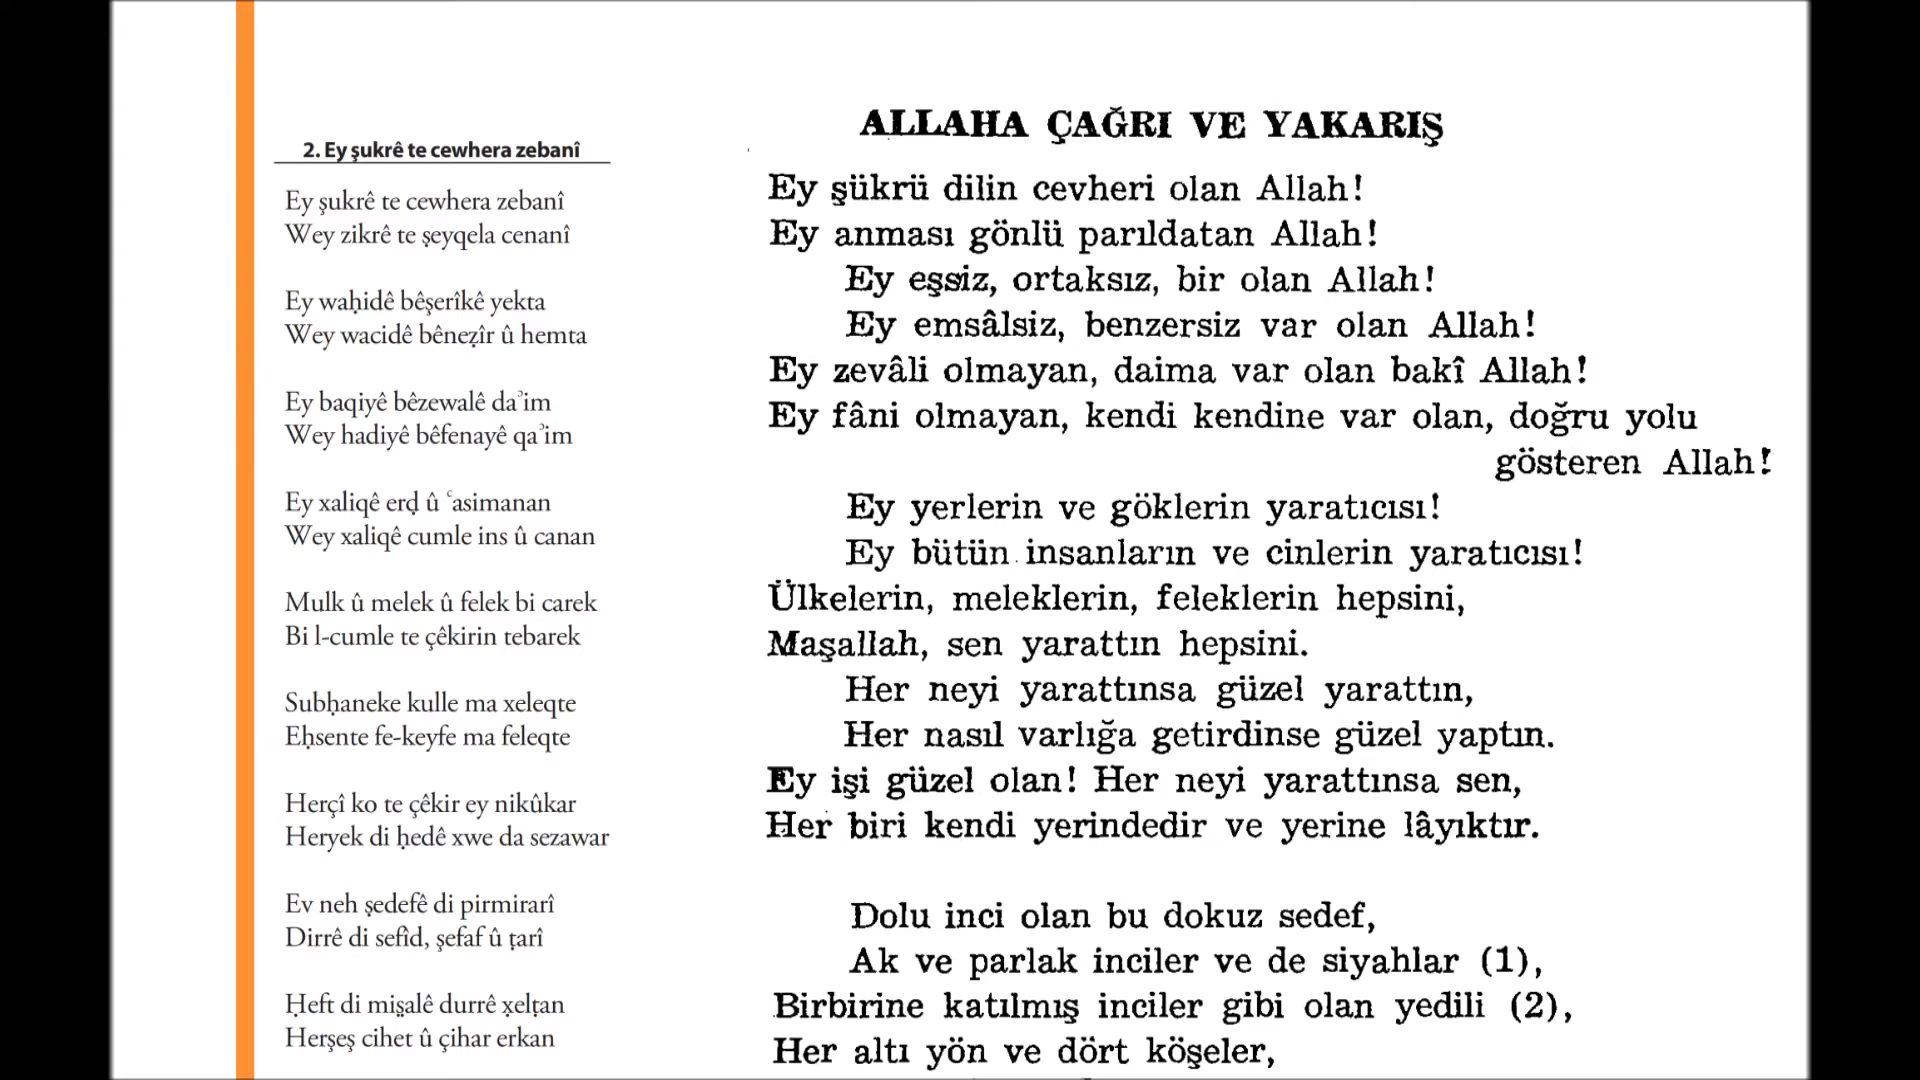 2. Ey şukrê te cewhera zebanî
Ey şukrê te cewhera zebanî
Wey zikrê te şeyqela cenanî
Ey waḥidê bêşerîkê yekta
Wey wacidê bêneẓîr û hemta
Ey baqiyê bêzewalê daʾim
Wey hadiyê bêfenayê qaʾim
Ey xaliqê erḍ û ʿasimanan
Wey xaliqê cumle ins û canan
Mulk û melek û felek bi carek
Bi l-cumle te çêkirin tebarek
Subḥaneke kulle ma xeleqte
Eḥsente fe-keyfe ma feleqte
Herçî ko te çêkir ey nikûkar
Heryek di ḥedê xwe da sezawar
Ev neh ṣedefê di pirmirarî
Dirrê di sefîd, şefaf û ṭarî
Ḥeft di mis̱alê durrê x̱elṭan
Herşeş cihet û çihar erkan
ALLAHA ÇAĞRI VE YAKARIŞ
Ey şükrü dilin cevheri olan Allah!
Ey anması gönlü parıldatan Allah!
Ey eşsiz, ortaksız, bir olan Allah!
Ey emsâlsiz, benzersiz var olan Allah!
Ey zevâli olmayan, daima var olan bakî Allah!
Ey fâni olmayan, kendi kendine var olan, doğru yolu
gösteren Allah!
Ey yerlerin ve göklerin yaratıcısı!
Ey bütün insanların ve cinlerin yaratıcısı!
Ülkelerin, meleklerin, feleklerin hepsini,
Maşallah, sen yarattın hepsini.
Her neyi yarattınsa güzel yarattın,
Her nasıl varlığa getirdinse güzel yaptın.
Ey işi güzel olan! Her neyi yarattınsa sen,
Her biri kendi yerindedir ve yerine lâyıktır.
Dolu inci olan bu dokuz sedef,
Ak ve parlak inciler ve de siyahlar (1),
Birbirine katılmış inciler gibi olan yedili (2),
Her altı yön ve dört köşeler,